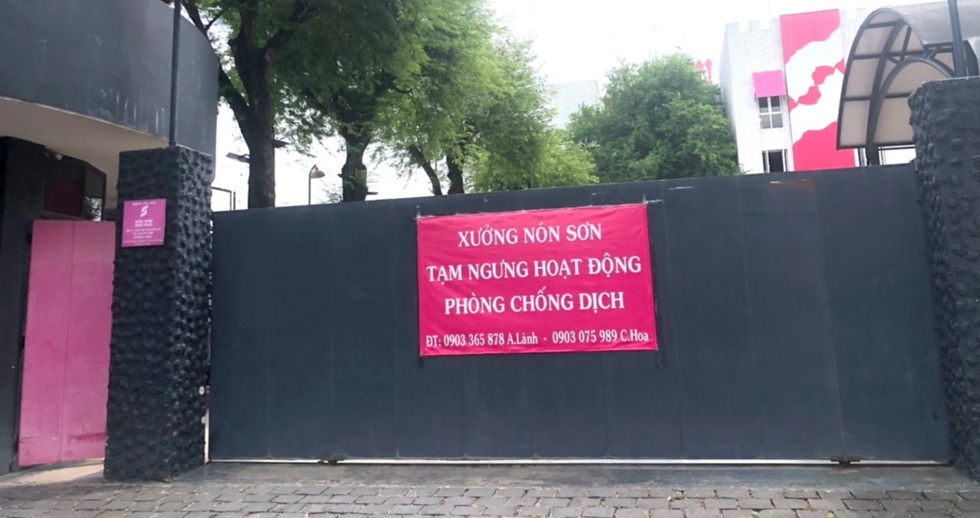 XƯỞNG NÓN SƠN
TẠM NGƯNG HOẠT ĐỘNG
PHÒNG CHỐNG DỊCH
ĐT: 0903 365 878 A.Lành - 0903 075 989 C.Hoa